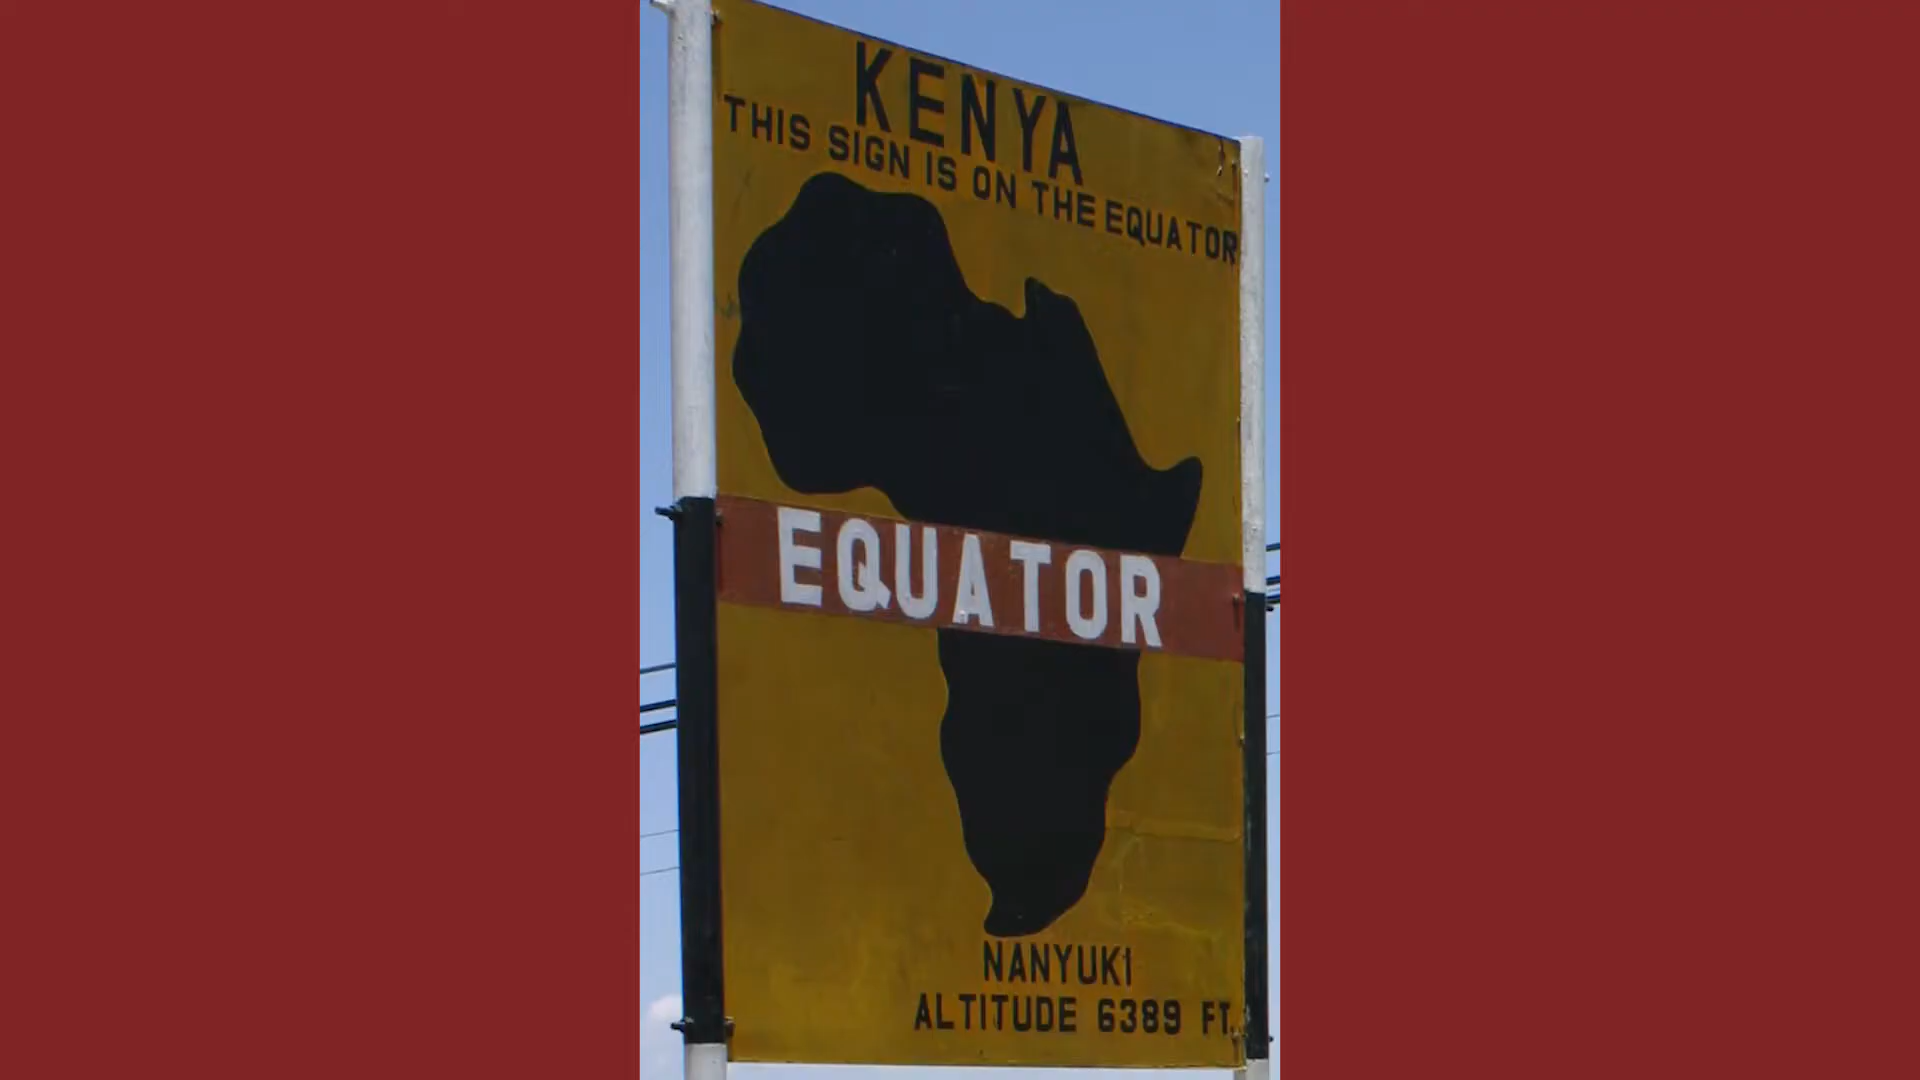 KENYA
THIS SIGN IS ON THE EQUATOR
EQUATOR
NANYUKI
ALTITUDE 6389 FT.